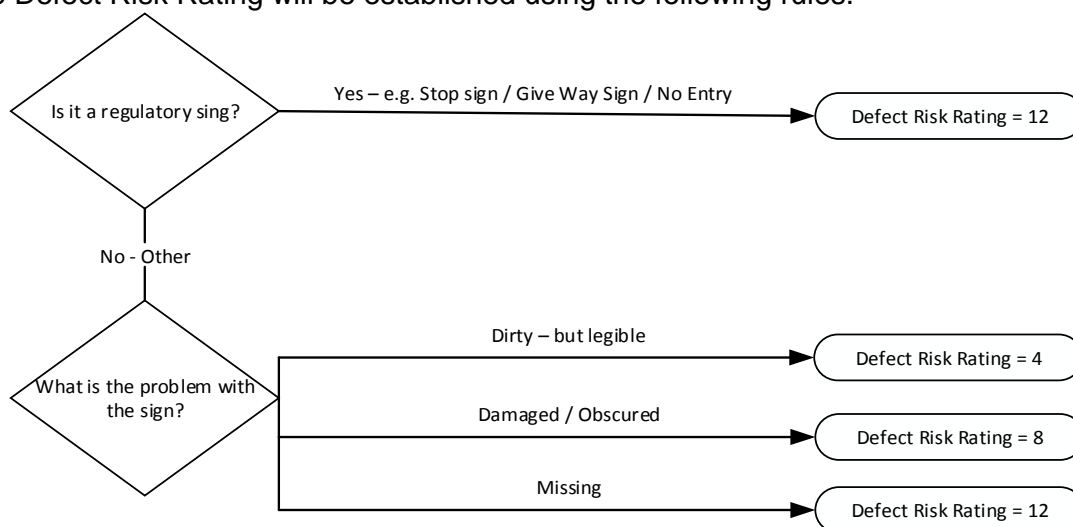 Defect Risk Rating will be established using the following rules:
Is it a regulatory sing?
Yes – e.g. Stop sign / Give Way Sign / No Entry
Defect Risk Rating = 12
No - Other
What is the problem with
the sign?
Dirty – but legible
Defect Risk Rating = 4
Damaged / Obscured
Defect Risk Rating = 8
Missing
Defect Risk Rating = 12